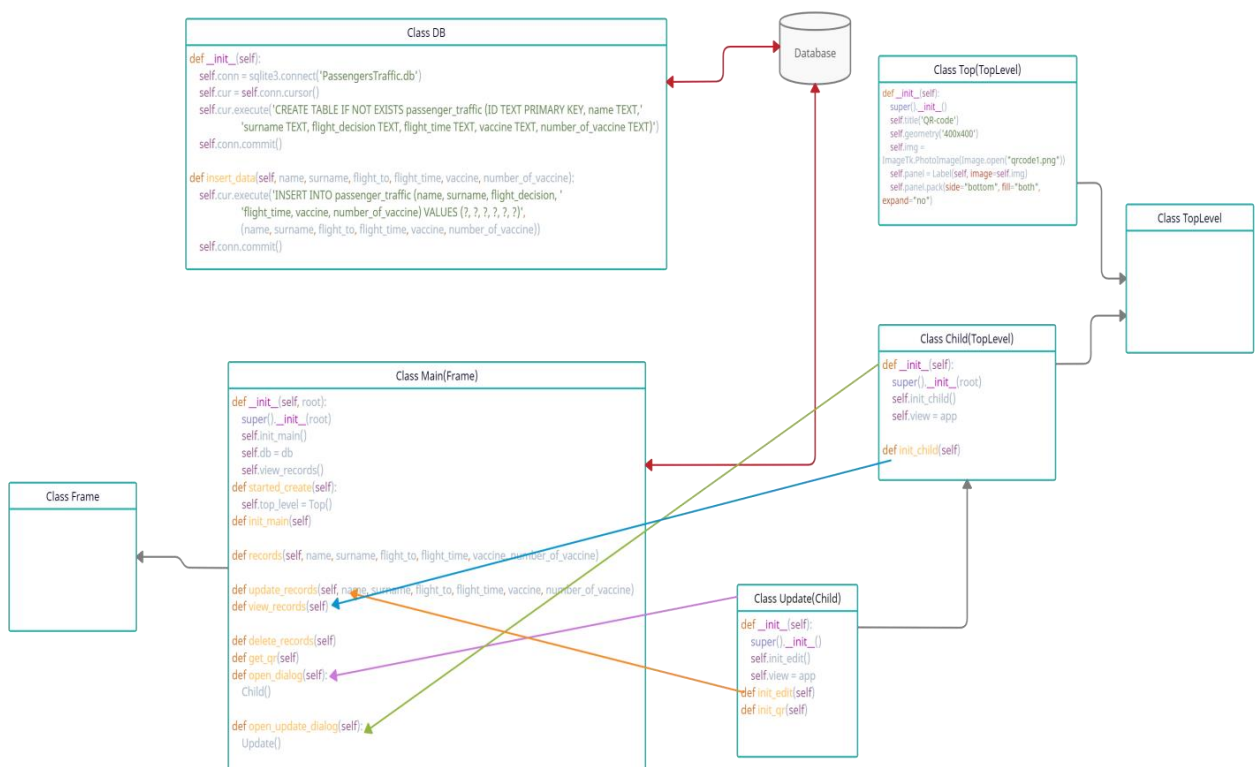 Class DB
def __init__(self):
self.conn = sqlite3.connect('PassengersTraffic.db')
self.cur = self.conn.cursor()
self.cur.execute('CREATE TABLE IF NOT EXISTS passenger_traffic (ID TEXT PRIMARY KEY, name TEXT,'
'surname TEXT, flight_decision TEXT, flight_time TEXT, vaccine TEXT, number_of_vaccine TEXT)')
self.conn.commit()
def insert_data(self, name, surname, flight_to, flight_time, vaccine, number_of_vaccine):
self.cur.execute('INSERT INTO passenger_traffic (name, surname, flight_decision, '
'flight_time, vaccine, number_of_vaccine) VALUES (?, ?, ?, ?, ?, ?)',
(name, surname, flight_to, flight_time, vaccine, number_of_vaccine))
self.conn.commit()
Database
Class Top(TopLevel)
def __init__(self):
super().__init__()
self.title('QR-code')
self.geometry('400x400')
self.img =
ImageTk.PhotoImage(Image.open("qrcode1.png"))
self.panel = Label(self, image=self.img)
self.panel.pack(side="bottom", fill="both",
expand="no")
Class TopLevel
Class Child(TopLevel)
def __init__(self):
super().__init__(root)
self.init_child()
self.view = app
def init_child(self)
Class Main(Frame)
def __init__(self, root):
super().__init__(root)
self.init_main()
self.db = db
self.view_records()
def started_create(self):
self.top_level = Top()
def init_main(self)
def records(self, name, surname, flight_to, flight_time, vaccine, number_of_vaccine)
def update_records(self, name, surname, flight_to, flight_time, vaccine, number_of_vaccine)
def view_records(self)
def delete_records(self)
def get_qr(self)
def open_dialog(self):
Child()
def open_update_dialog(self):
Update()
Class Frame
Class Update(Child)
def __init__(self):
super().__init__()
self.init_edit()
self.view = app
def init_edit(self)
def init_qr(self)